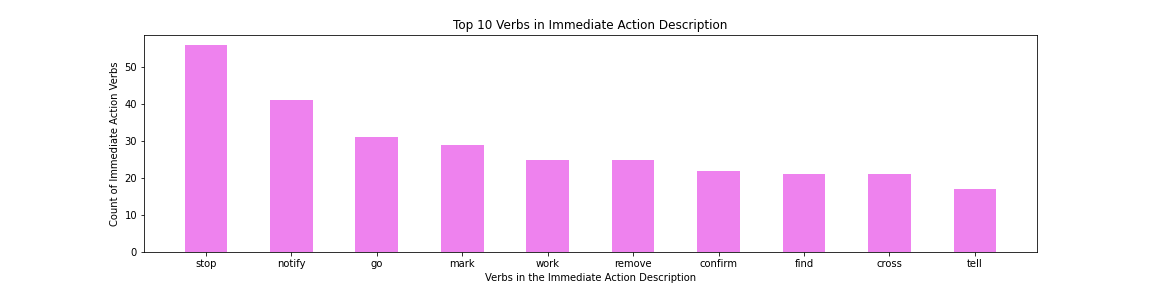 Top 10 Verbs in Immediate Action Description
Count of Immediate Action Verbs
50
40
30
20
10
0
stop notify go mark work remove confirm find cross tell
Verbs in the Immediate Action Description